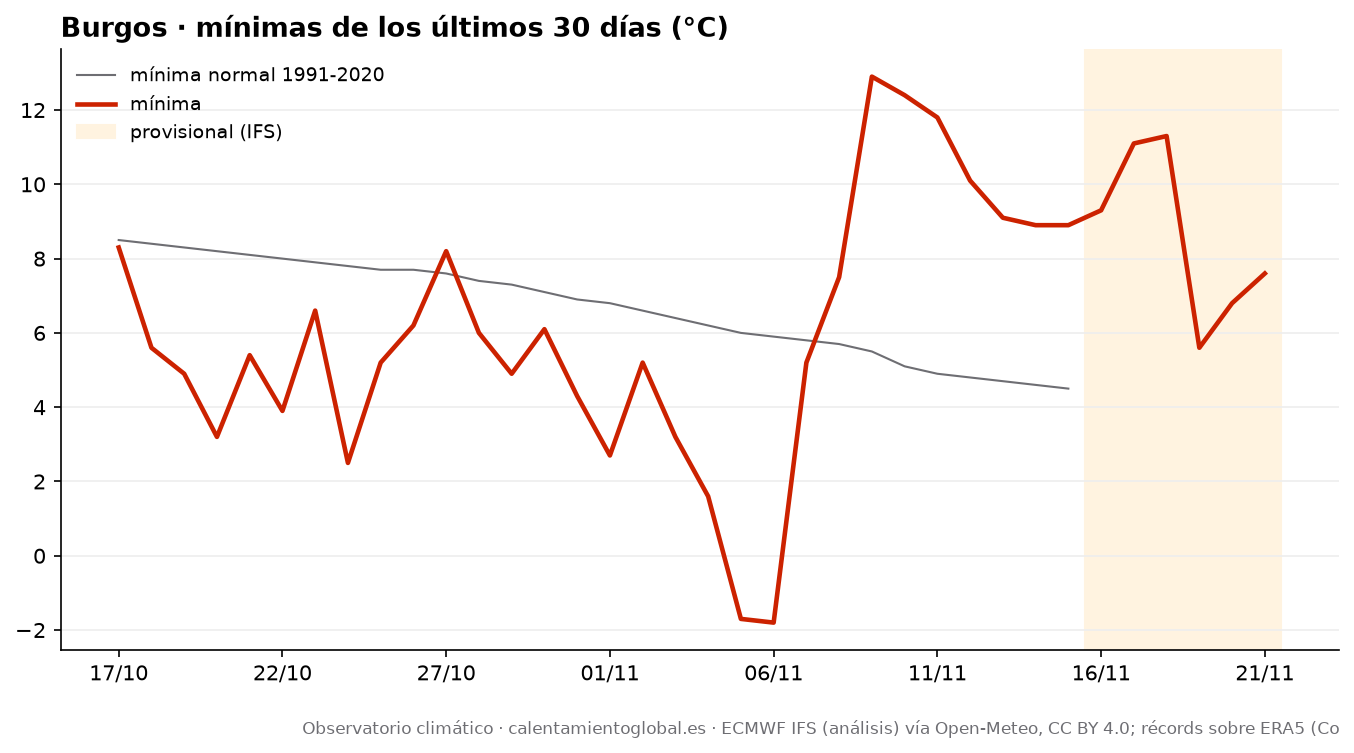 Burgos · mínimas de los últimos 30 días (°C)
mínima normal 1991-2020
mínima
provisional (IFS)
12
10
8
6
4
2
0
−2
17/10 22/10 27/10 01/11 06/11 11/11 16/11 21/11
Observatorio climático · calentamientoglobal.es · ECMWF IFS (análisis) vía Open-Meteo, CC BY 4.0; récords sobre ERA5 (Co